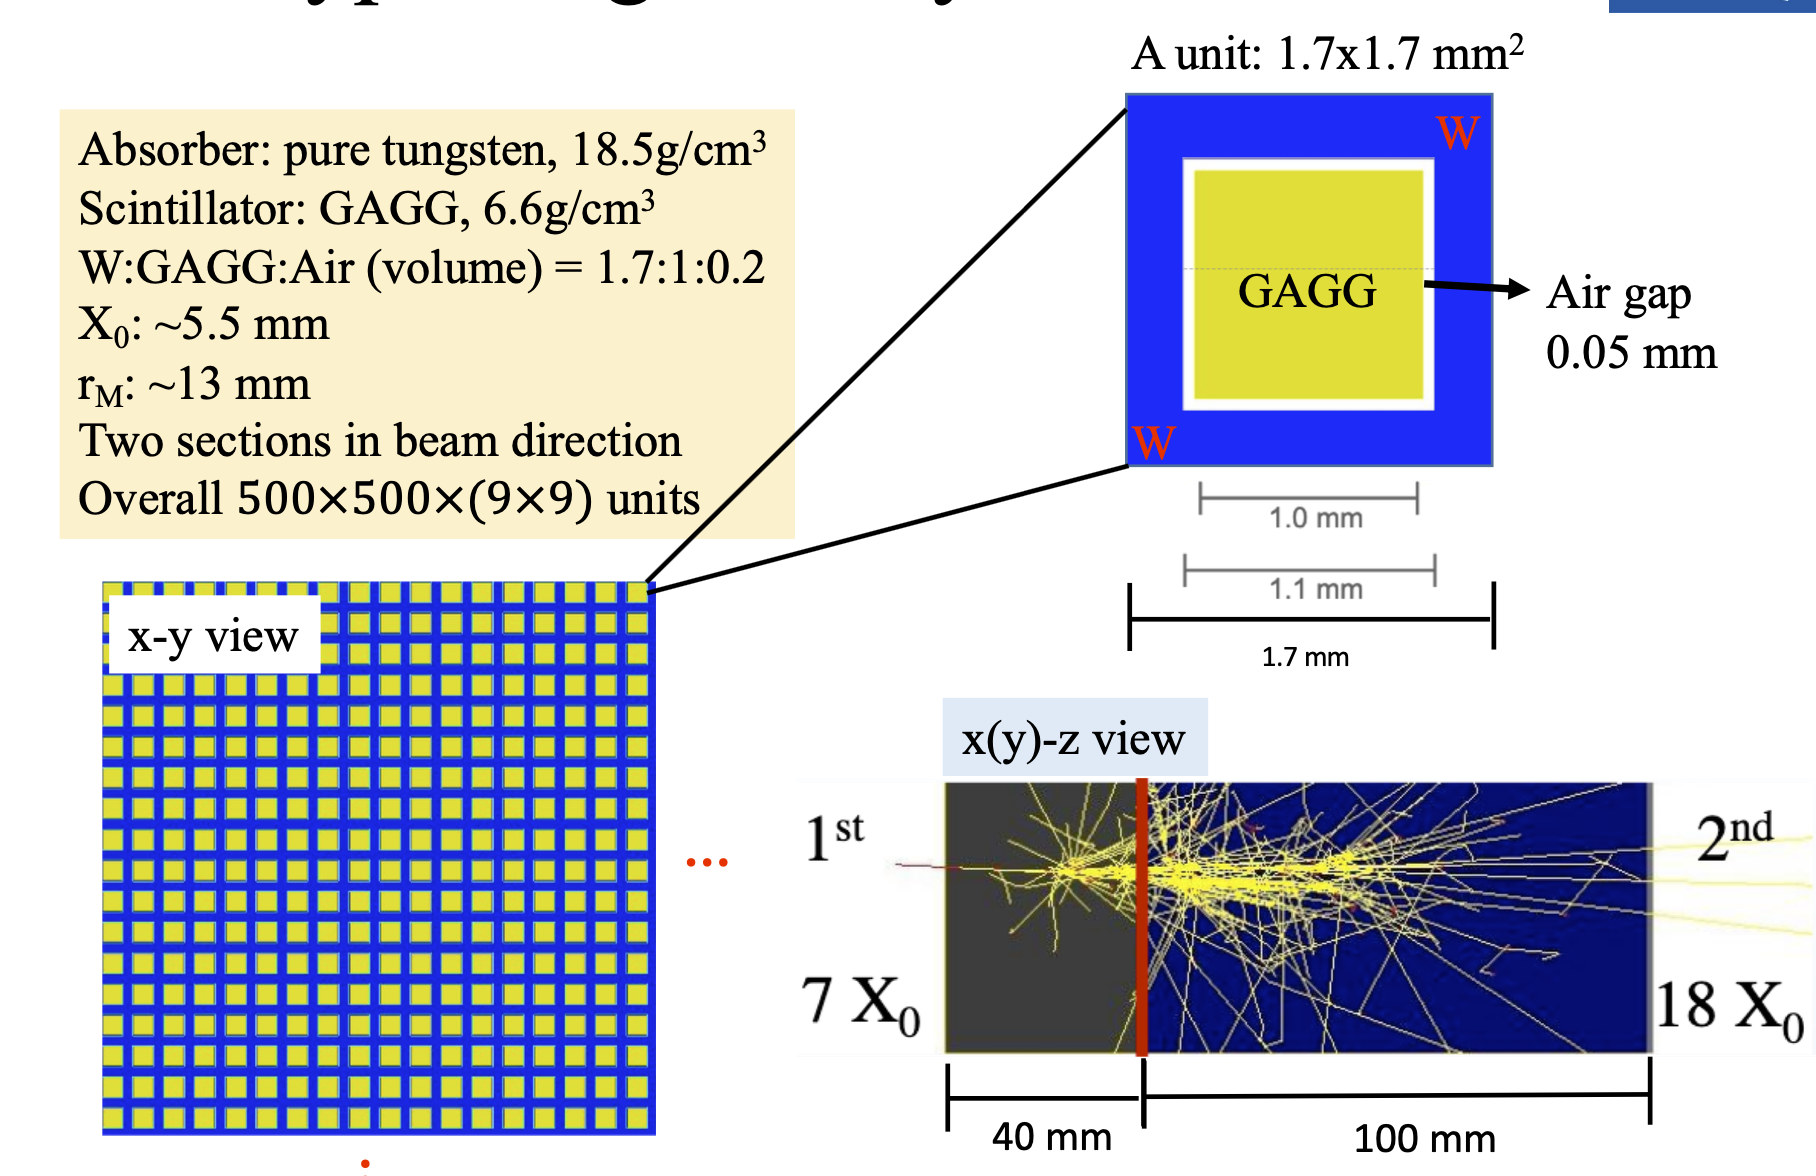 A unit: 1.7x1.7 mm²
Absorber: pure tungsten, 18.5g/cm³
Scintillator: GAGG, 6.6g/cm³
W:GAGG:Air (volume) = 1.7:1:0.2
X₀: ~5.5 mm
r_M: ~13 mm
Two sections in beam direction
Overall 500×500×(9×9) units
W
GAGG
W
Air gap
0.05 mm
1.0 mm
1.1 mm
1.7 mm
x-y view
...
x(y)-z view
1st
2nd
7 X₀
18 X₀
40 mm
100 mm